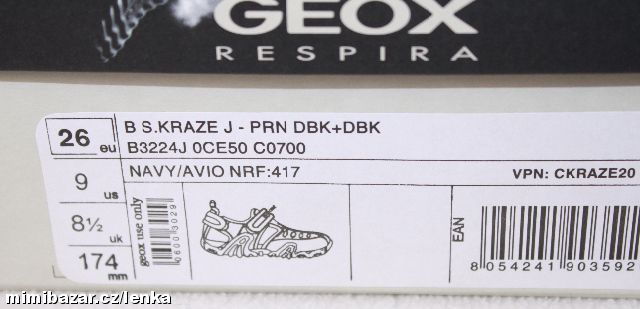 GEOX
RESPIRA
26 eu
B S.KRAZE J - PRN DBK+DBK
B3224J 0CE50 C0700
9 us
NAVY/AVIO NRF:417
VPN: CKRAZE20
8½ uk
174 mm
geox use only
06003029
EAN
8 054241 903592
mimibazar.cz/lenka